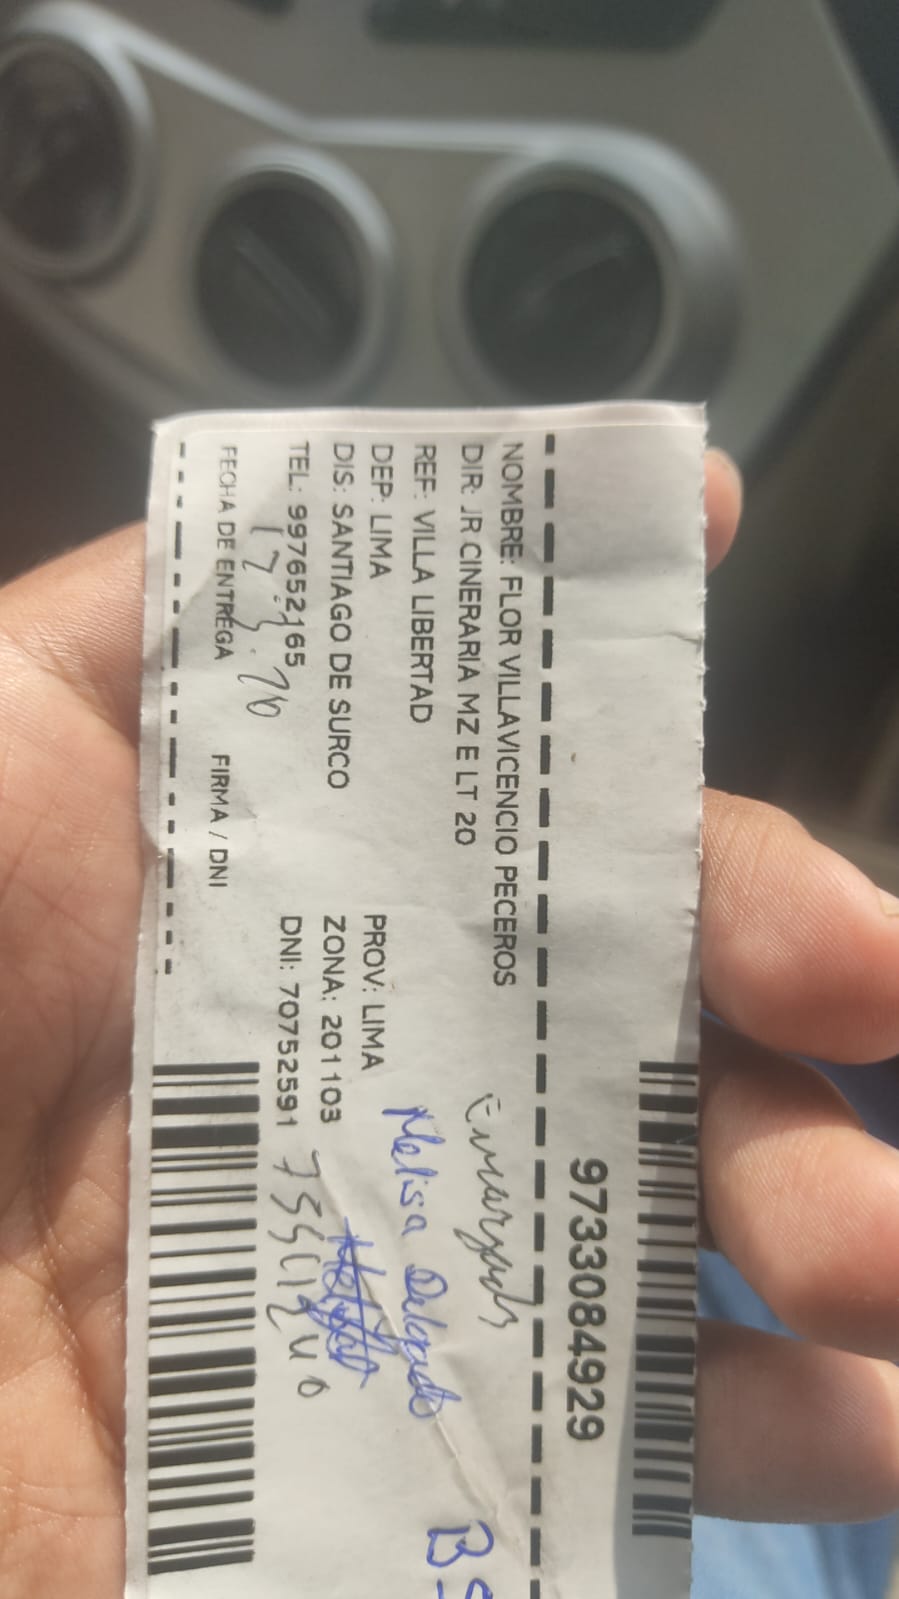 9733084929
NOMBRE: FLOR VILLAVICENCIO PECEROS
DIR: JR CINERARIA MZ E LT 20
REF: VILLA LIBERTAD
DEP: LIMA PROV: LIMA
Melisa Delgado
DIS: SANTIAGO DE SURCO ZONA: 201103
TEL: 997652165 DNI: 70752591
FECHA DE ENTREGA FIRMA / DNI